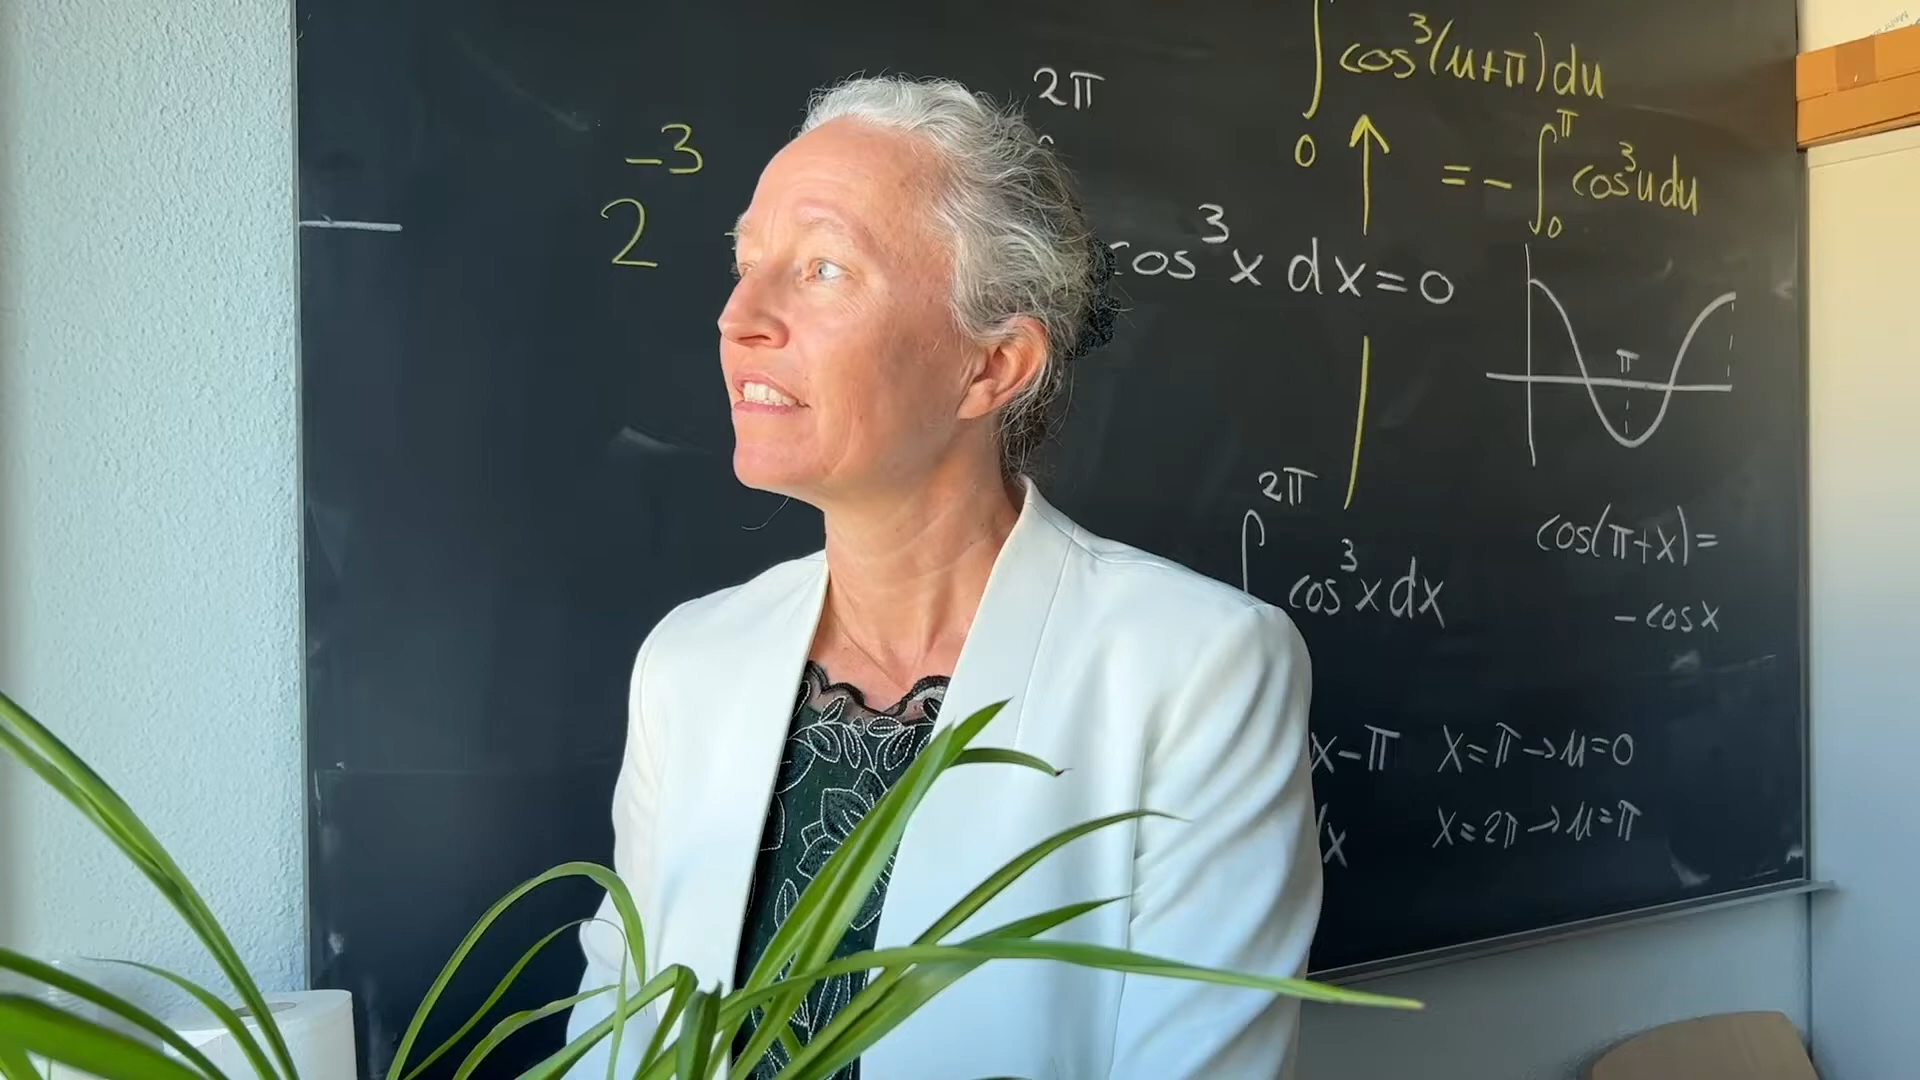 ∫ cos³(u+π)du
0
2π
2⁻³
= - ∫₀^π cos³u du
cos³x dx = 0
π
2π
∫ cos³x dx
cos(π+x) =
- cos x
x-π x=π→u=0
x x=2π→u=π